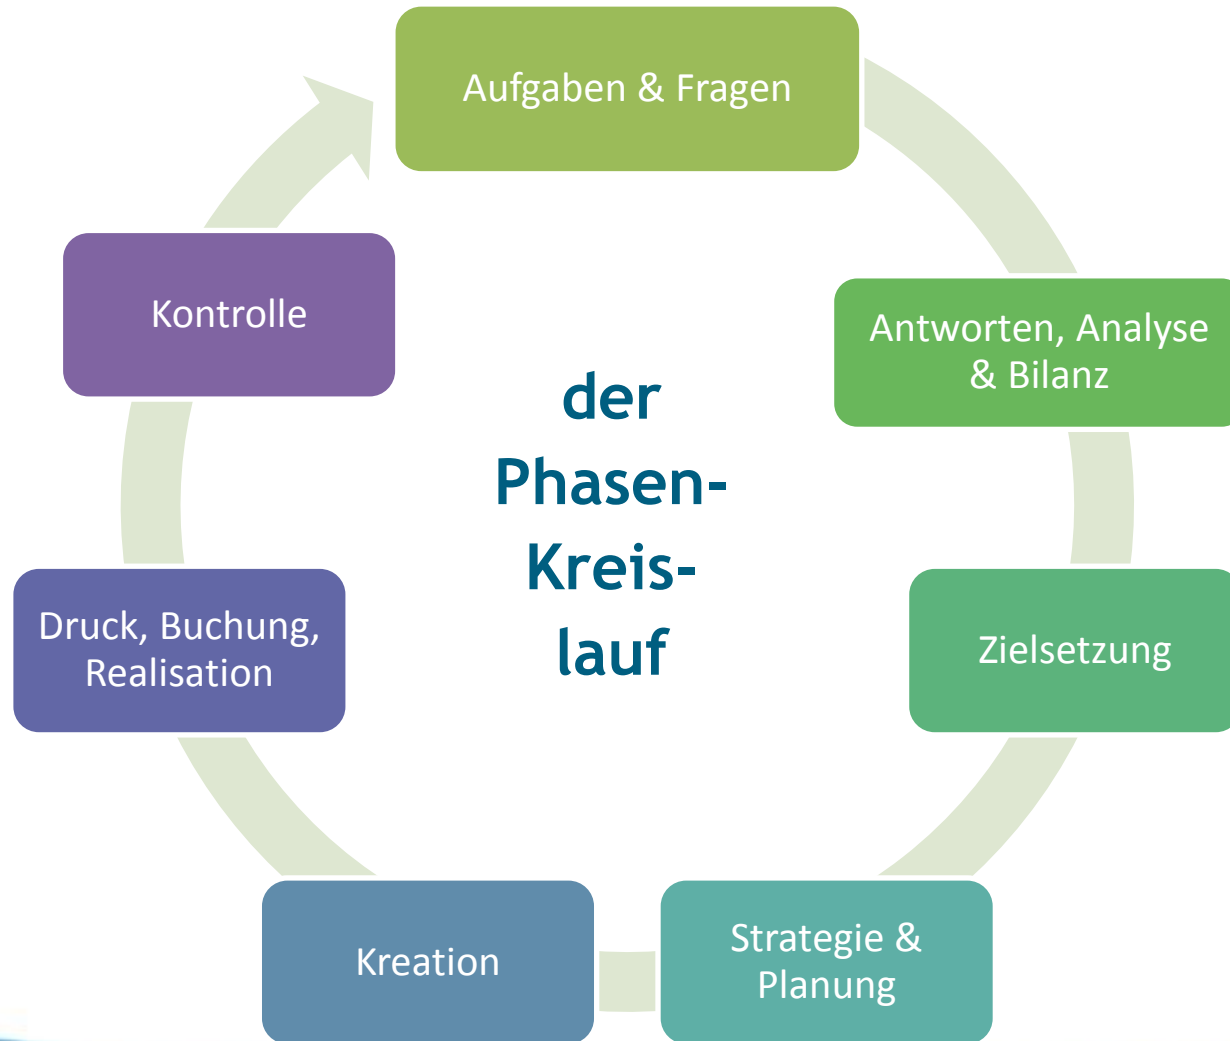 Aufgaben & Fragen
Antworten, Analyse
& Bilanz
Zielsetzung
Strategie &
Planung
Kreation
Druck, Buchung,
Realisation
Kontrolle
der
Phasen-
Kreis-
lauf